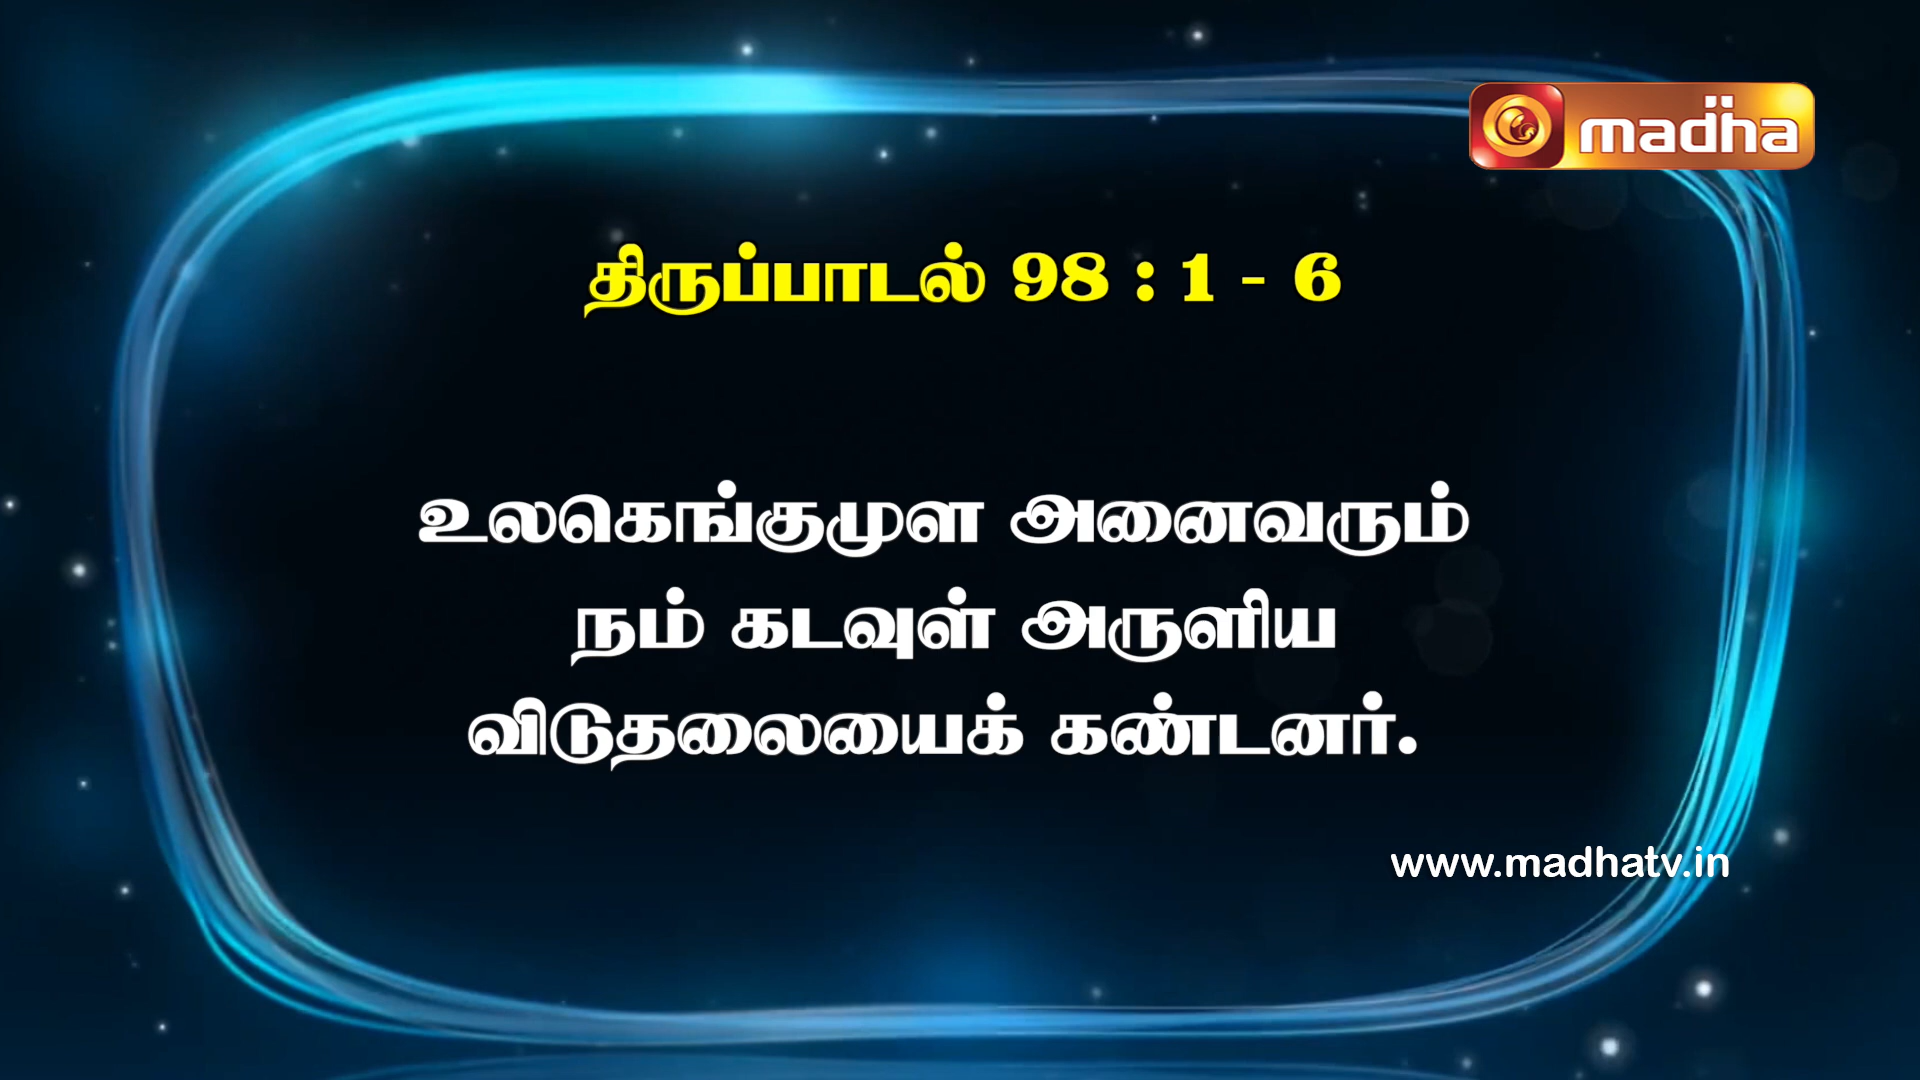 madha
திருப்பாடல் 98 : 1 - 6
உலகெங்குமுள அனைவரும்
நம் கடவுள் அருளிய
விடுதலையைக் கண்டனர்.
www.madhatv.in